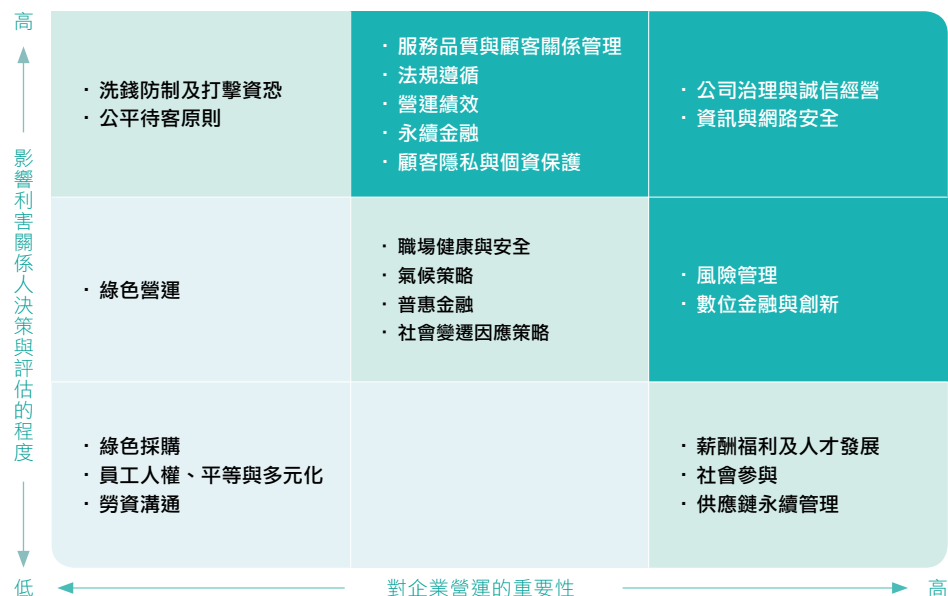 高
影響利害關係人決策與評估的程度
· 洗錢防制及打擊資恐
· 公平待客原則
· 服務品質與顧客關係管理
· 法規遵循
· 營運績效
· 永續金融
· 顧客隱私與個資保護
· 公司治理與誠信經營
· 資訊與網路安全
· 綠色營運
· 職場健康與安全
· 氣候策略
· 普惠金融
· 社會變遷因應策略
· 風險管理
· 數位金融與創新
· 綠色採購
· 員工人權、平等與多元化
· 勞資溝通
· 薪酬福利及人才發展
· 社會參與
· 供應鏈永續管理
低
對企業營運的重要性
高